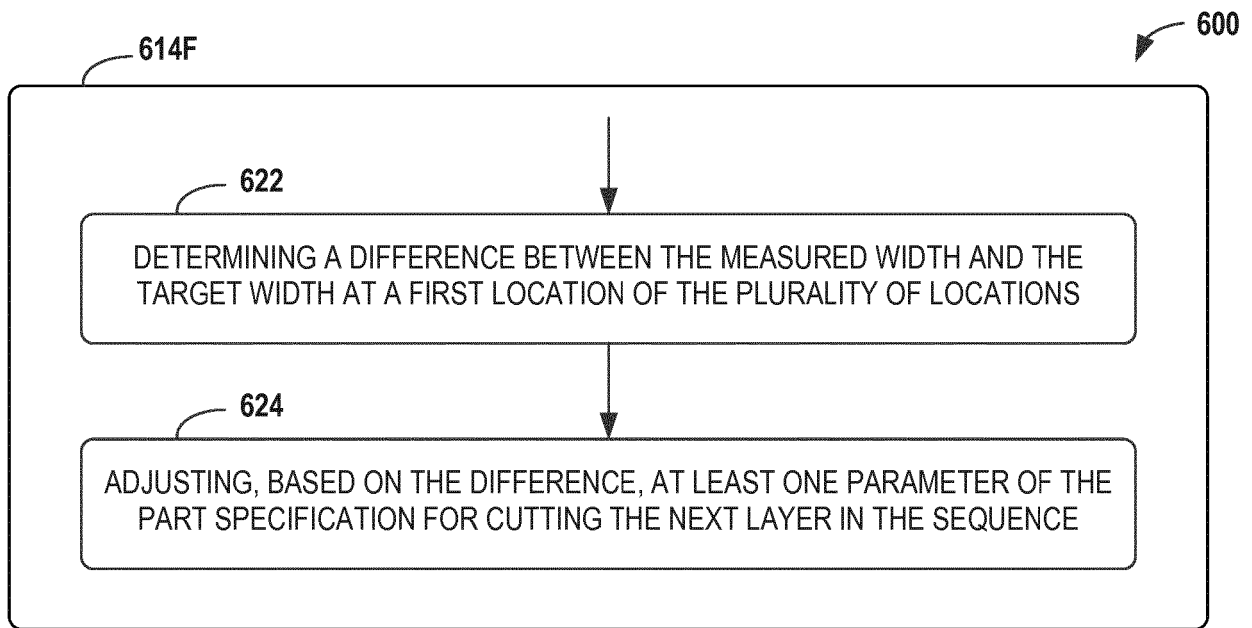 600
614F
622
DETERMINING A DIFFERENCE BETWEEN THE MEASURED WIDTH AND THE
TARGET WIDTH AT A FIRST LOCATION OF THE PLURALITY OF LOCATIONS
624
ADJUSTING, BASED ON THE DIFFERENCE, AT LEAST ONE PARAMETER OF THE
PART SPECIFICATION FOR CUTTING THE NEXT LAYER IN THE SEQUENCE